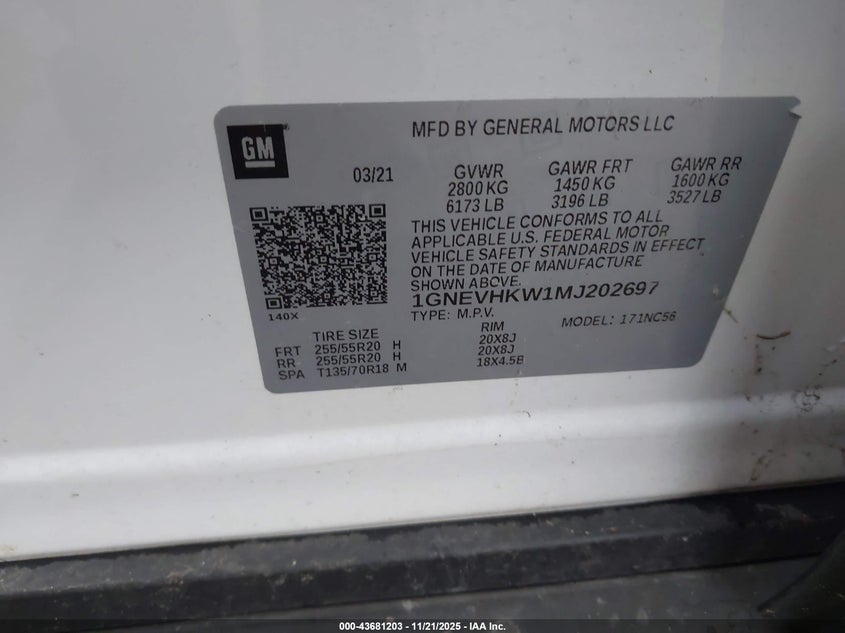 MFD BY GENERAL MOTORS LLC
GM
03/21
GVWR GAWR FRT GAWR RR
2800 KG 1450 KG 1600 KG
6173 LB 3196 LB 3527 LB
THIS VEHICLE CONFORMS TO ALL
APPLICABLE U.S. FEDERAL MOTOR
VEHICLE SAFETY STANDARDS IN EFFECT
ON THE DATE OF MANUFACTURE
SHOWN ABOVE.
140X
1GNEVHKW1MJ202697
TYPE: M.P.V. MODEL: 171NC56
TIRE SIZE RIM
FRT 255/55R20 H 20X8J
RR 255/55R20 H 20X8J
SPA T135/70R18 M 18X4.5B
000-43681203 - 11/21/2025 - IAA Inc.